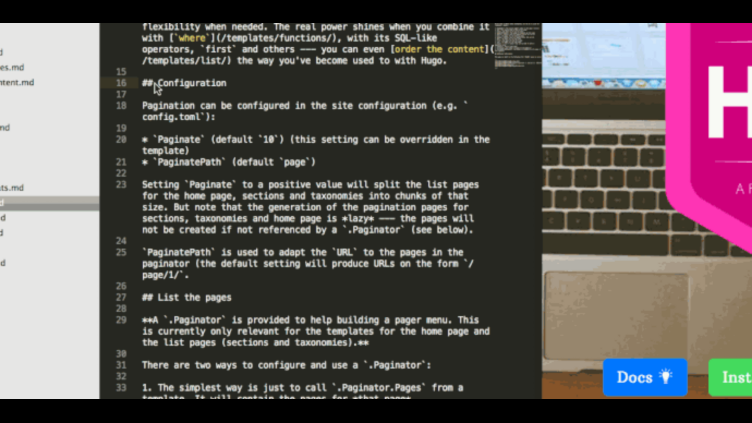 flexibility when needed. The real power shines when you combine it
with [`where`](/templates/functions/), with its SQL-like
operators, `first` and others --- you can even [order the content](
/templates/list/) the way you've become used to with Hugo.
15
16 ## Configuration
17
18 Pagination can be configured in the site configuration (e.g. `
config.toml`):
19
20 * `Paginate` (default `10`) (this setting can be overridden in the
template)
21 * `PaginatePath` (default `page`)
22
23 Setting `Paginate` to a positive value will split the list pages
for the home page, sections and taxonomies into chunks of that
size. But note that the generation of the pagination pages for
sections, taxonomies and home page is *lazy* --- the pages will
not be created if not referenced by a `.Paginator` (see below).
24
25 `PaginatePath` is used to adapt the `URL` to the pages in the
paginator (the default setting will produce URLs on the form `/
page/1/`.
26
27 ## List the pages
28
29 **A `.Paginator` is provided to help building a pager menu. This
is currently only relevant for the templates for the home page and
the list pages (sections and taxonomies).**
30
31 There are two ways to configure and use a `.Paginator`:
32
33 1. The simplest way is just to call `.Paginator.Pages` from a
template. It will contain the pages for *that page*
d
es.md
ntent.md
md
ts.md
d
d
d
d
H
A F
Docs
Inst